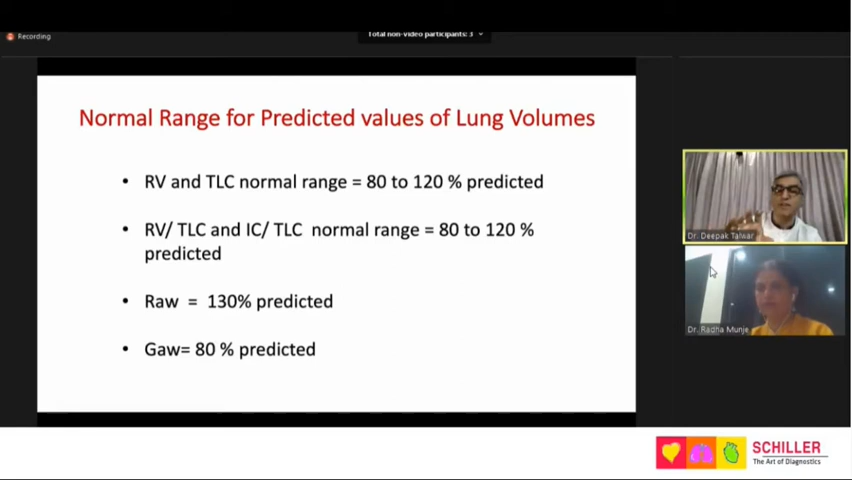 Recording
Total non-video participants: 3
Normal Range for Predicted values of Lung Volumes
• RV and TLC normal range = 80 to 120 % predicted
• RV/ TLC and IC/ TLC normal range = 80 to 120 %
predicted
• Raw = 130% predicted
• Gaw= 80 % predicted
Dr. Deepak Talwar
Dr. Radha Munje
SCHILLER
The Art of Diagnostics